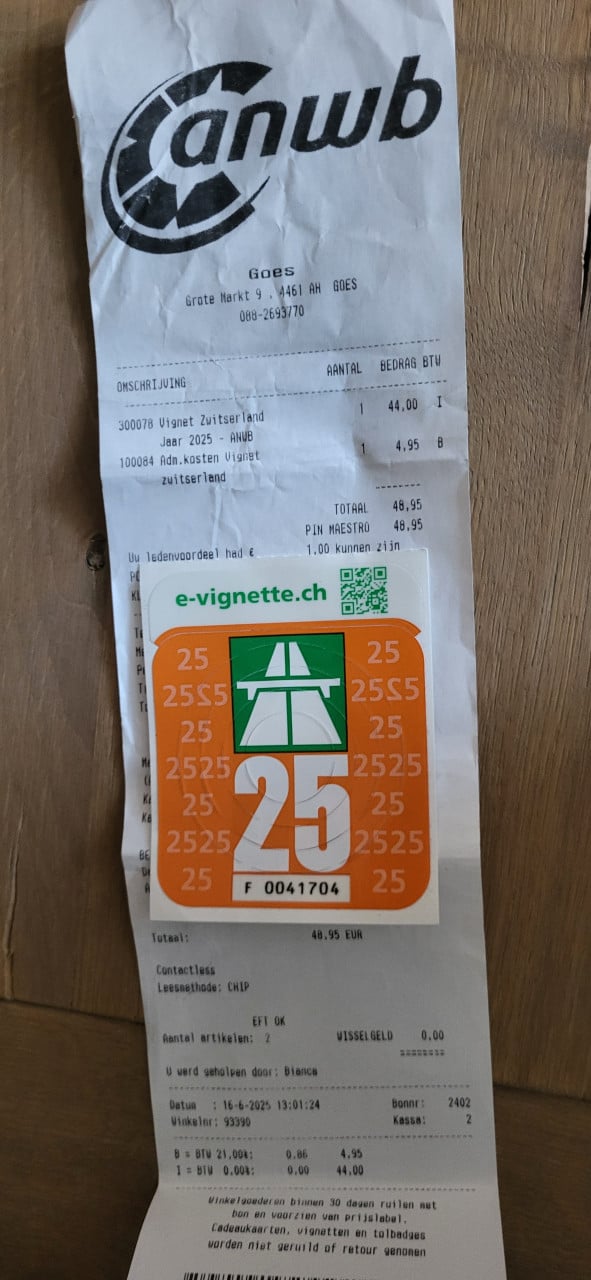 anwb
Goes
Grote Markt 9 , 4461 AH GOES
088-2693770
OMSCHRIJVING AANTAL BEDRAG BTW
300078 Vignet Zwitserland 1 44,00 I
Jaar 2025 - ANWB
100084 Adm.kosten Vignet 1 4,95 B
zwitserland
TOTAAL 48,95
PIN MAESTRO 48,95
Uw ledenvoordeel had € 1,00 kunnen zijn
e-vignette.ch
25 25
2525 2525
25 25
2525 2525
25 25
2525 2525
25 25
25
F 0041704
Totaal: 48,95 EUR
Contactless
Leesmethode: CHIP
EFT OK
Aantal artikelen: 2 WISSELGELD 0.00
========
U werd geholpen door: Bianca
Datum : 16-6-2025 13:01:24 Bonnr: 2402
Winkelnr: 93390 Kassa: 2
B = BTW 21,00%: 0.86 4.95
I = BTW 0.00%: 0.00 44.00
Winkelgoederen binnen 30 dagen ruilen met
bon en voorzien van prijslabel.
Cadeaukaarten, vignetten en tolbadges
worden niet geruild of retour genomen